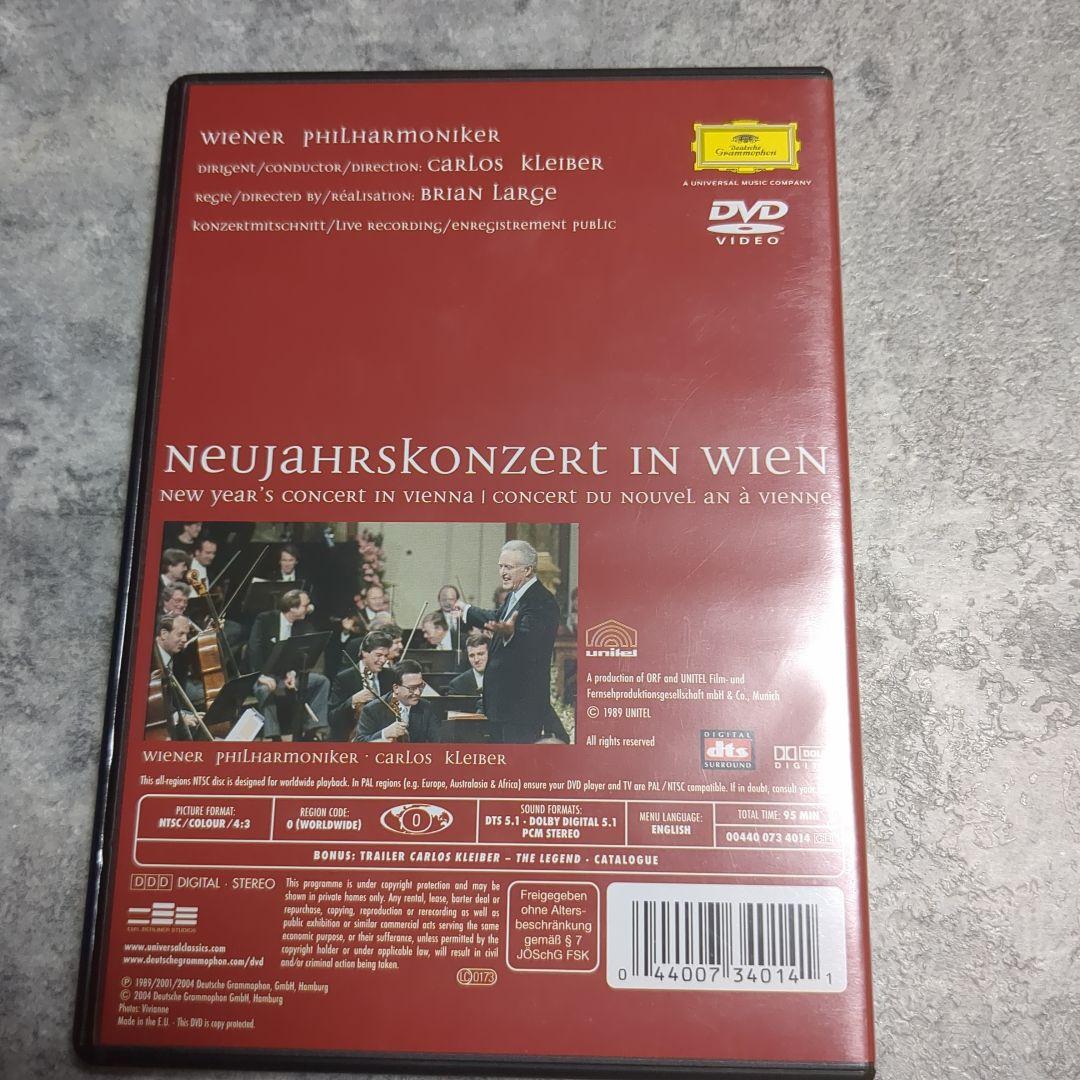 WIENER PHILHARMONIKER
DIRIGENT/CONDUCTOR/DIRECTION: CARLOS KLEIBER
REGIE/DIRECTED BY/RÉALISATION: BRIAN LARGE
KONZERTMITSCHNITT/LIVE RECORDING/ENREGISTREMENT PUBLIC
Deutsche
Grammophon
A UNIVERSAL MUSIC COMPANY
DVD
VIDEO
NEUJAHRSKONZERT IN WIEN
NEW YEAR'S CONCERT IN VIENNA | CONCERT DU NOUVEL AN À VIENNE
unitel
A production of ORF and UNITEL Film- und
Fernsehproduktionsgesellschaft mbH & Co., Munich
© 1989 UNITEL
All rights reserved
DIGITAL
dts
SURROUND
WIENER PHILHARMONIKER · CARLOS KLEIBER
This all-regions NTSC disc is designed for worldwide playback. In PAL regions (e.g. Europe, Australasia & Africa) ensure your DVD player and TV are PAL/NTSC compatible. If in doubt, consult your
PICTURE FORMAT:
NTSC/COLOUR/4:3
REGION CODE:
0 (WORLDWIDE)
0
SOUND FORMATS:
DTS 5.1 · DOLBY DIGITAL 5.1
PCM STEREO
MENU LANGUAGE:
ENGLISH
TOTAL TIME: 95 MIN
00440 073 4014
BONUS: TRAILER CARLOS KLEIBER – THE LEGEND · CATALOGUE
DDD DIGITAL · STEREO
EMIL BERLINER STUDIOS
www.universalclassics.com
www.deutschegrammophon.com/dvd
This programme is under copyright protection and may be
shown in private homes only. Any rental, lease, barter deal or
repurchase, copying, reproduction or rerecording as well as
public exhibition or similar commercial acts serving the same
economic purpose, or their sufferance, unless permitted by the
copyright holder or under applicable law, will result in civil
and/or criminal action being taken.
LC 0173
Freigegeben
ohne Alters-
beschränkung
gemäß § 7
JÖSchG FSK
0 44007 34014 1
℗ 1989/2001/2004 Deutsche Grammophon GmbH, Hamburg
© 2004 Deutsche Grammophon GmbH, Hamburg
Photos: Vivianne
Made in the E.U. · This DVD is copy protected.